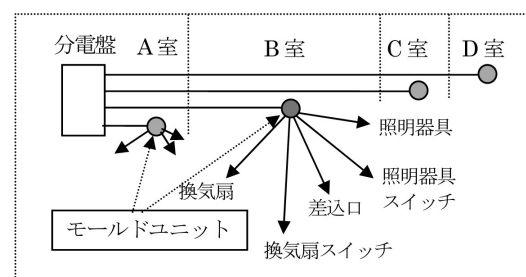 分電盤
A室
B室
C室
D室
照明器具
照明器具
スイッチ
差込口
換気扇
換気扇スイッチ
モールドユニット